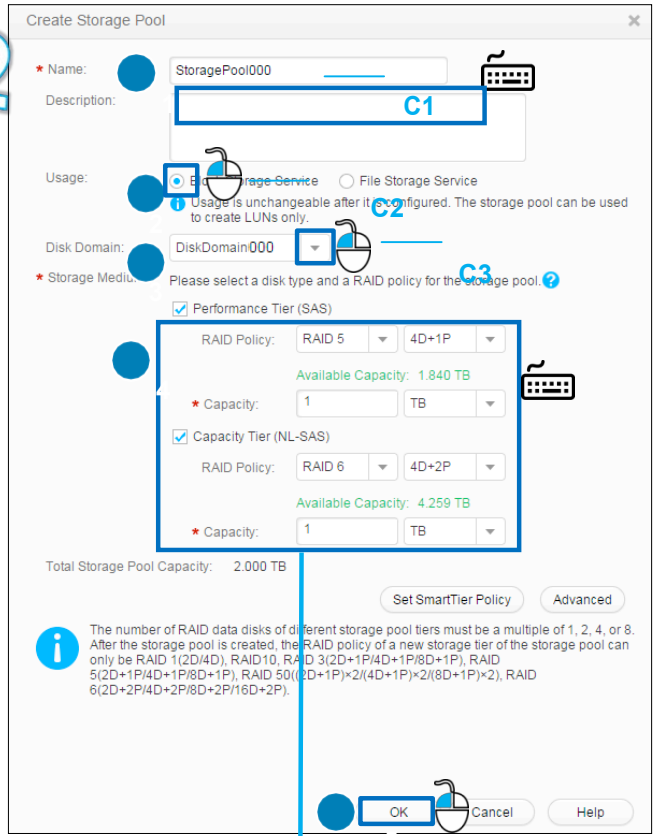 Create Storage Pool
* Name: StoragePool000
Description: C1
Usage: Block Storage Service File Storage Service
Usage is unchangeable after it is configured. The storage pool can be used
to create LUNs only.
C2
Disk Domain: DiskDomain000
C3
* Storage Medium: Please select a disk type and a RAID policy for the storage pool.
Performance Tier (SAS)
RAID Policy: RAID 5 4D+1P
Available Capacity: 1.840 TB
* Capacity: 1 TB
Capacity Tier (NL-SAS)
RAID Policy: RAID 6 4D+2P
Available Capacity: 4.259 TB
* Capacity: 1 TB
Total Storage Pool Capacity: 2.000 TB
Set SmartTier Policy Advanced
The number of RAID data disks of different storage pool tiers must be a multiple of 1, 2, 4, or 8.
After the storage pool is created, the RAID policy of a new storage tier of the storage pool can
only be RAID 1(2D/4D), RAID10, RAID 3(2D+1P/4D+1P/8D+1P), RAID
5(2D+1P/4D+1P/8D+1P), RAID 50((2D+1P)×2/(4D+1P)×2/(8D+1P)×2), RAID
6(2D+2P/4D+2P/8D+2P/16D+2P).
OK Cancel Help